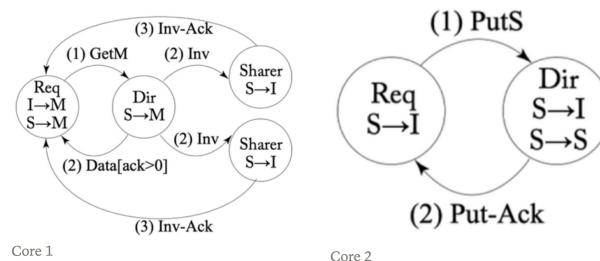 (3) Inv-Ack
(1) GetM
(2) Inv
Req
I→M
S→M
Dir
S→M
Sharer
S→I
(2) Inv
Sharer
S→I
(2) Data[ack>0]
(3) Inv-Ack
Core 1
(1) PutS
Req
S→I
Dir
S→I
S→S
(2) Put-Ack
Core 2